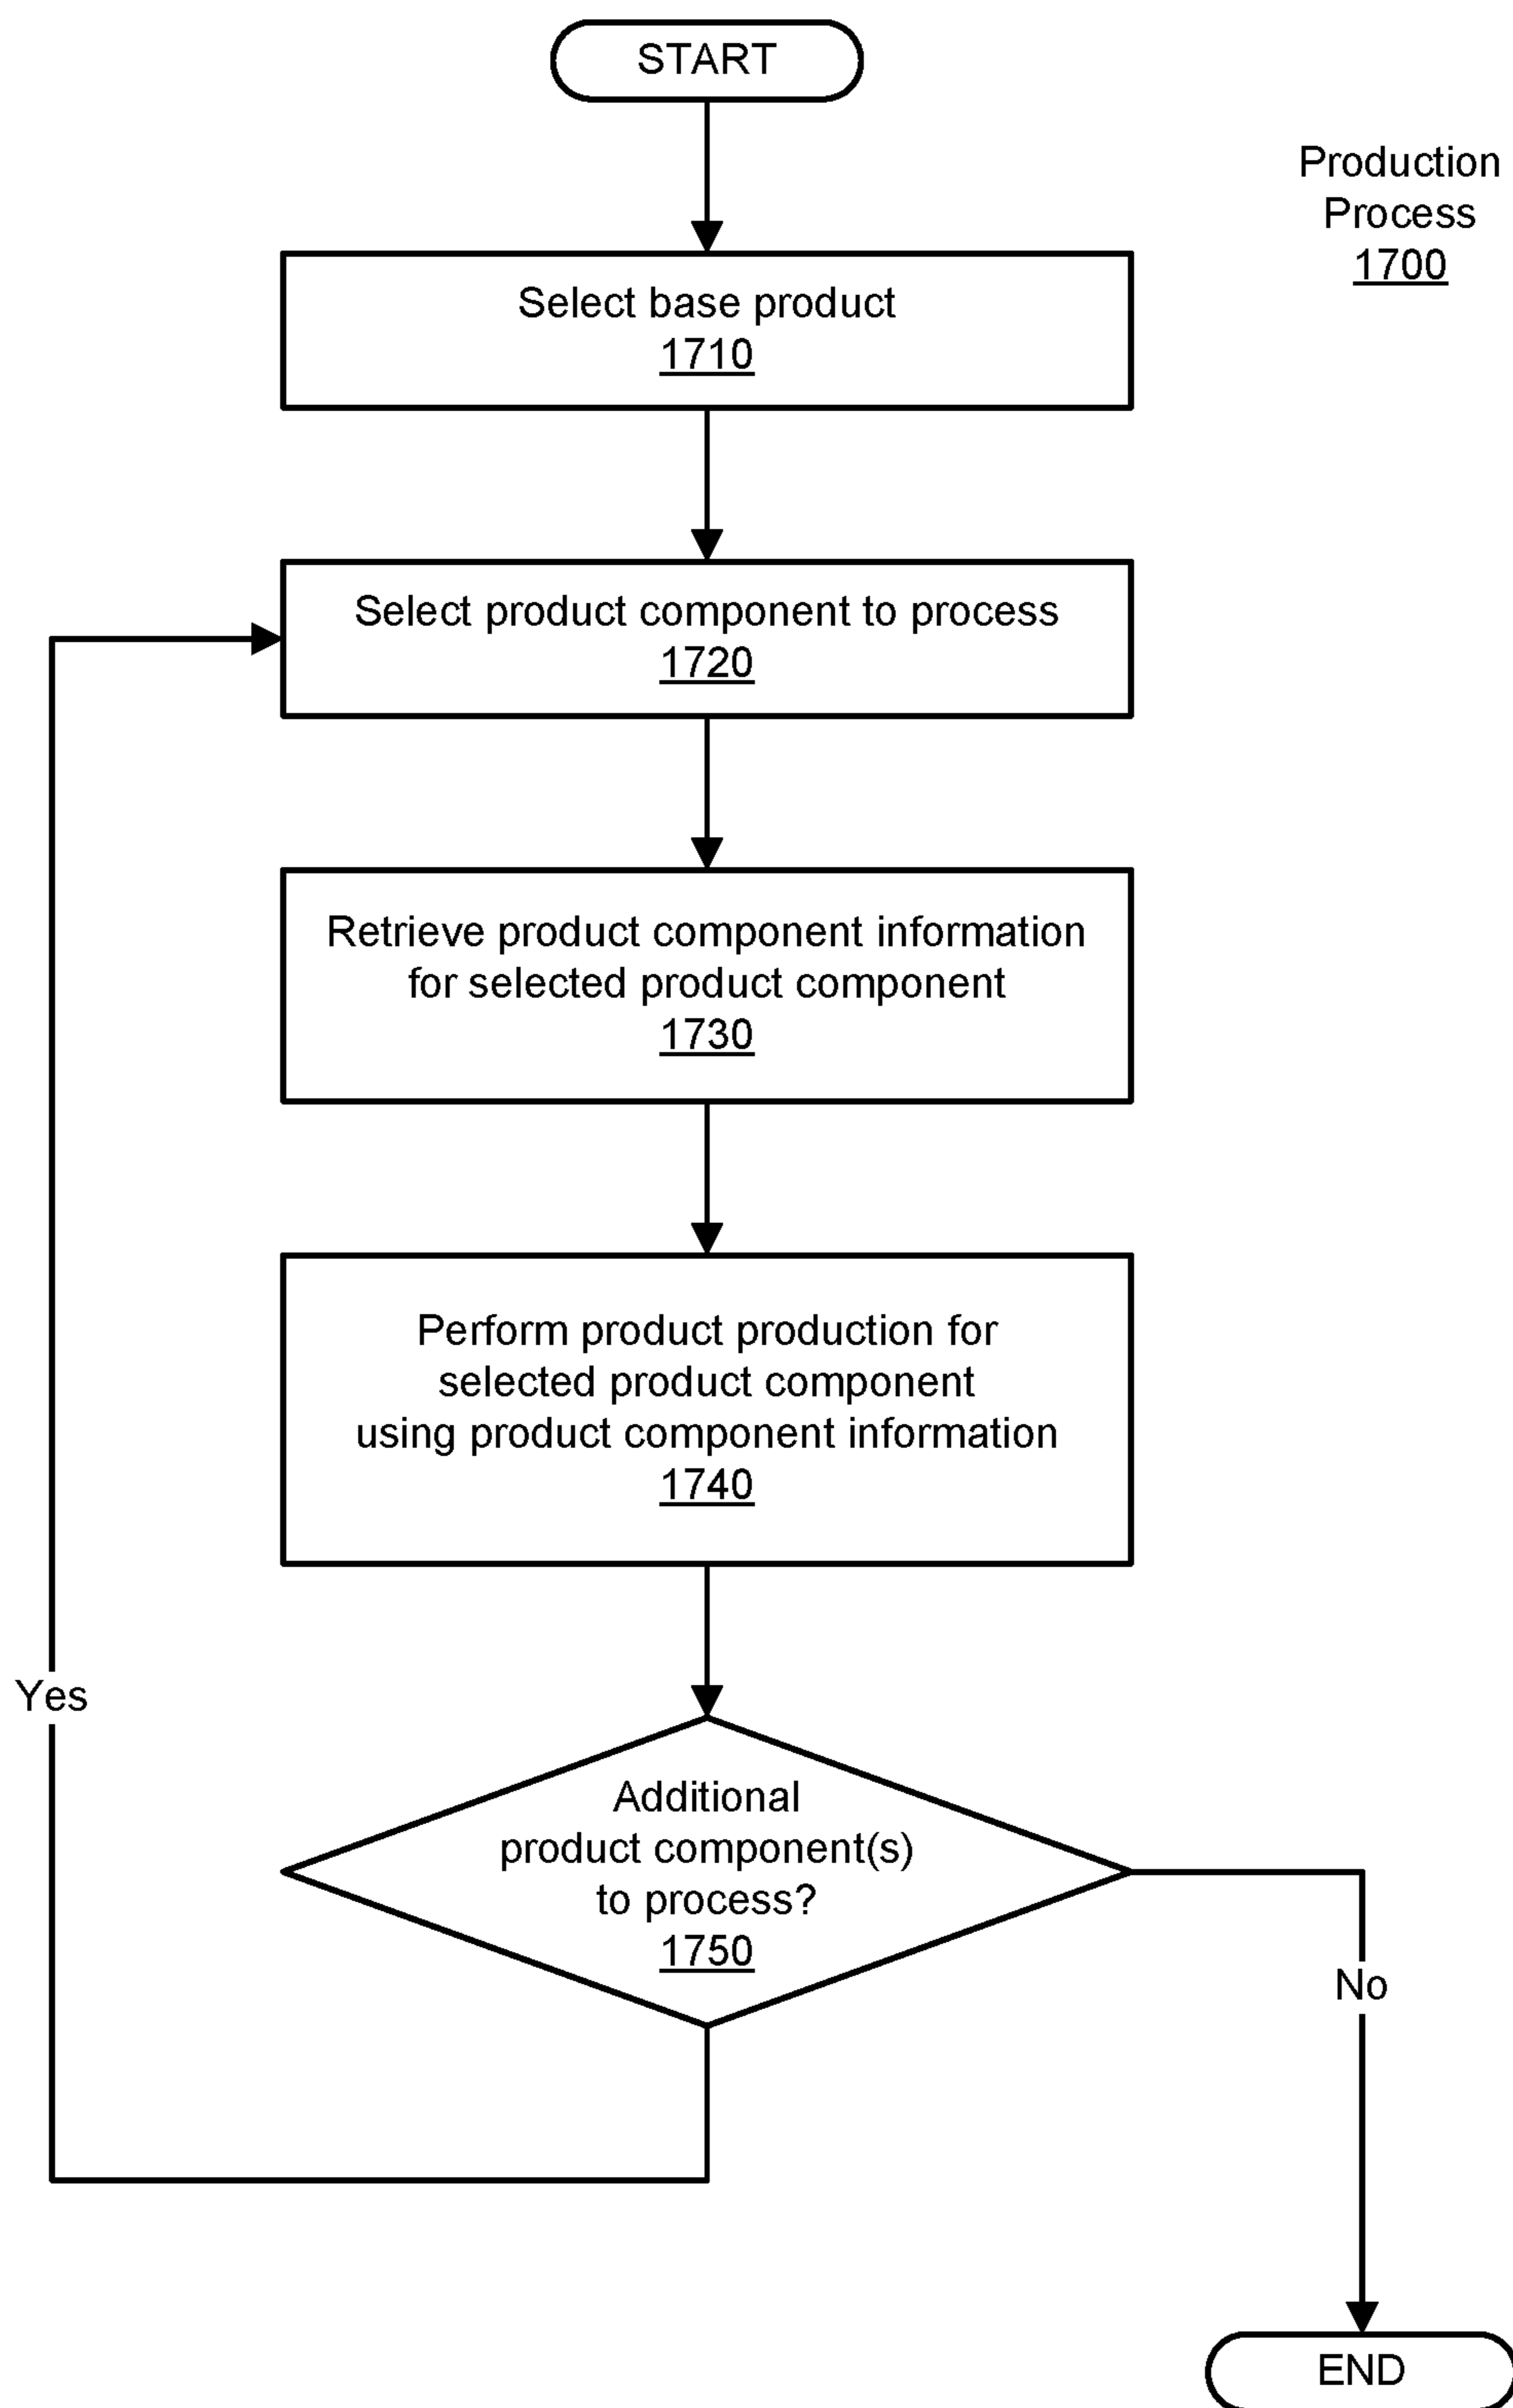 START
Production
Process
1700
Select base product
1710
Select product component to process
1720
Retrieve product component information
for selected product component
1730
Perform product production for
selected product component
using product component information
1740
Yes
Additional
product component(s)
to process?
1750
No
END